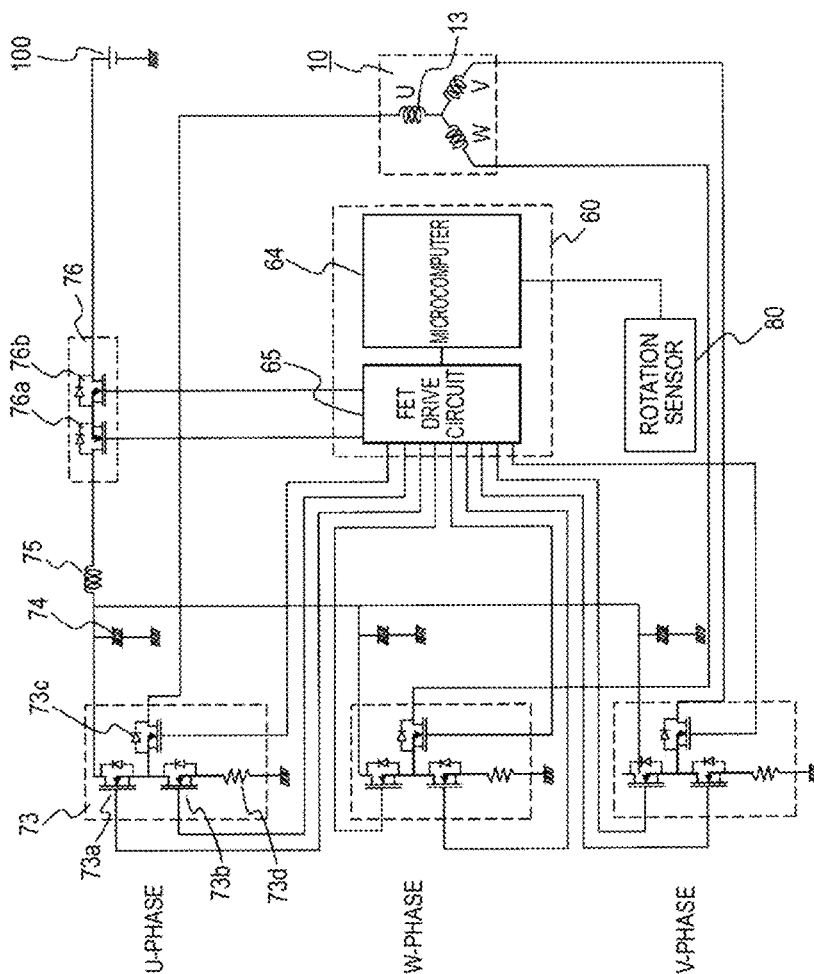 100
10
13
U
V
W
76
76b
76a
64
MICROCOMPUTER
60
65
FET
DRIVE
CIRCUIT
75
74
80
ROTATION
SENSOR
73c
73
73a
73b
73d
U-PHASE
W-PHASE
V-PHASE